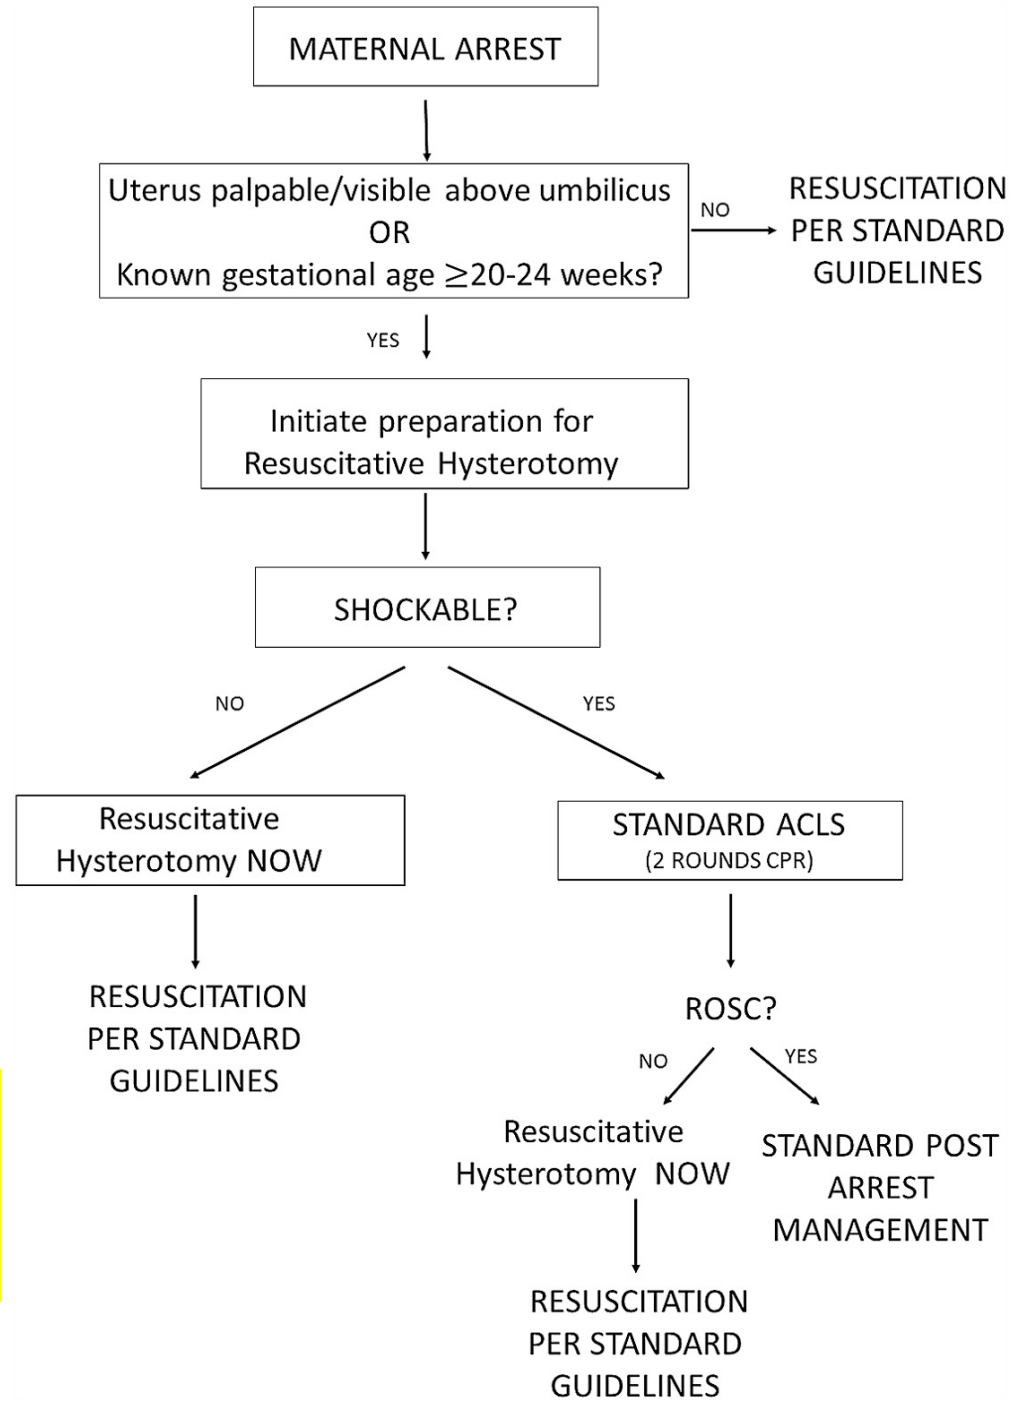 MATERNAL ARREST
Uterus palpable/visible above umbilicus
OR
Known gestational age ≥20-24 weeks?
NO
RESUSCITATION
PER STANDARD
GUIDELINES
YES
Initiate preparation for
Resuscitative Hysterotomy
SHOCKABLE?
NO
YES
Resuscitative
Hysterotomy NOW
STANDARD ACLS
(2 ROUNDS CPR)
RESUSCITATION
PER STANDARD
GUIDELINES
ROSC?
NO
YES
Resuscitative
Hysterotomy NOW
STANDARD POST
ARREST
MANAGEMENT
RESUSCITATION
PER STANDARD
GUIDELINES